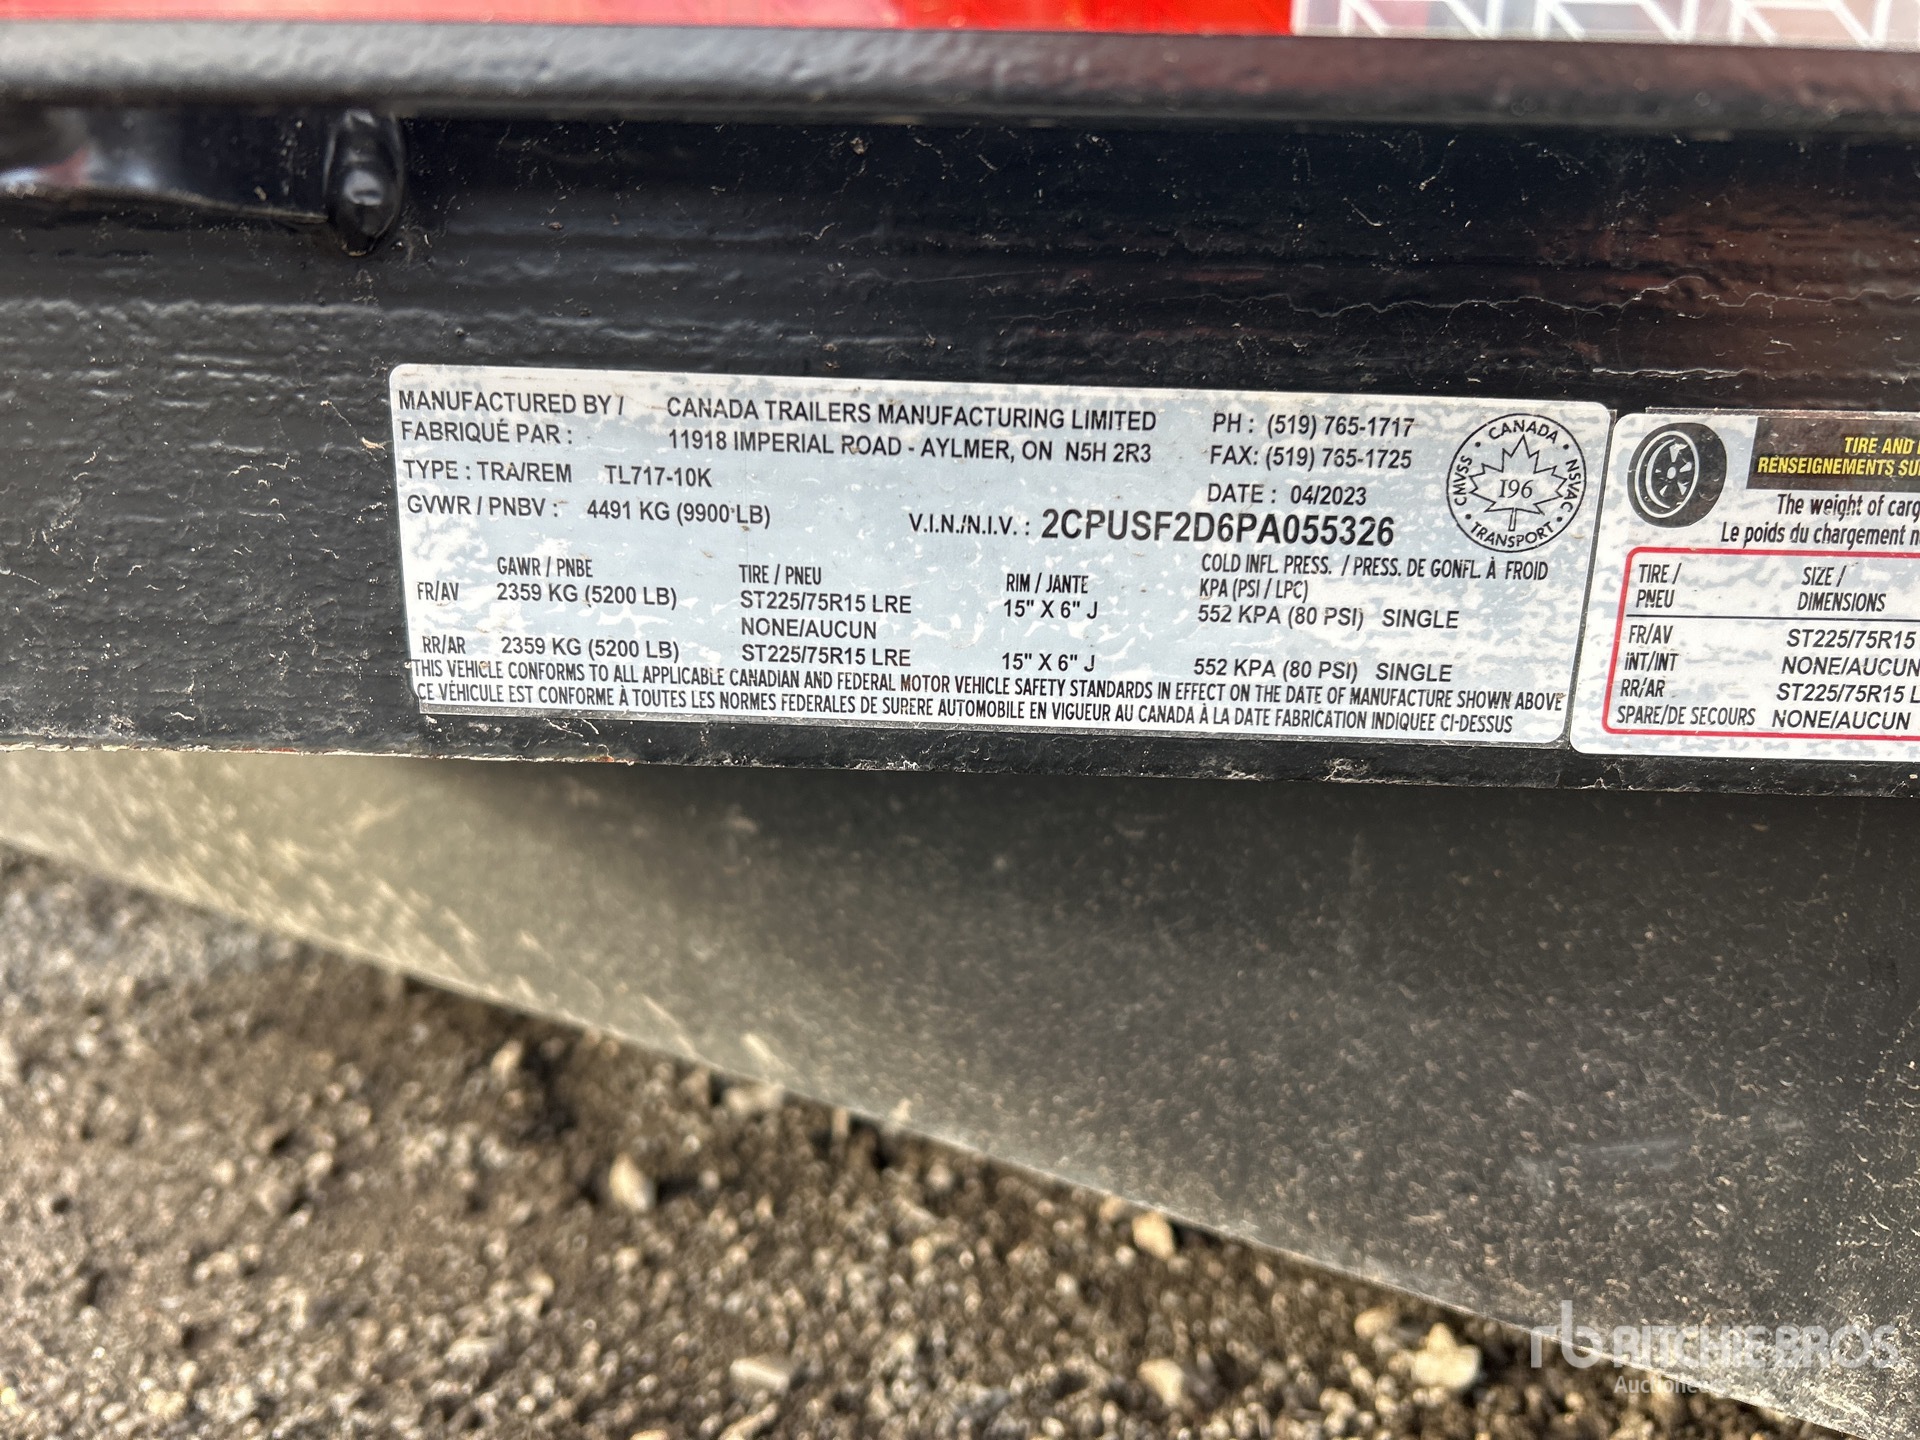 MANUFACTURED BY / CANADA TRAILERS MANUFACTURING LIMITED PH : (519) 765-1717
FABRIQUÉ PAR : 11918 IMPERIAL ROAD - AYLMER, ON N5H 2R3 FAX: (519) 765-1725
TYPE : TRA/REM TL717-10K DATE : 04/2023
GVWR / PNBV : 4491 KG (9900 LB) V.I.N./N.I.V. : 2CPUSF2D6PA055326
CANADA
CMVSS 196 NSVAC
TRANSPORT
GAWR / PNBE TIRE / PNEU RIM / JANTE COLD INFL. PRESS. / PRESS. DE GONFL. À FROID
KPA (PSI / LPC)
FR/AV 2359 KG (5200 LB) ST225/75R15 LRE 15" X 6" J 552 KPA (80 PSI) SINGLE
NONE/AUCUN
RR/AR 2359 KG (5200 LB) ST225/75R15 LRE 15" X 6" J 552 KPA (80 PSI) SINGLE
THIS VEHICLE CONFORMS TO ALL APPLICABLE CANADIAN AND FEDERAL MOTOR VEHICLE SAFETY STANDARDS IN EFFECT ON THE DATE OF MANUFACTURE SHOWN ABOVE
CE VÉHICULE EST CONFORME À TOUTES LES NORMES FEDERALES DE SURERE AUTOMOBILE EN VIGUEUR AU CANADA À LA DATE FABRICATION INDIQUEE CI-DESSUS
TIRE AND
RENSEIGNEMENTS
The weight of
Le poids du chargement
TIRE / SIZE /
PNEU DIMENSIONS
FR/AV ST225/75R15
INT/INT NONE/AUCUN
RR/AR ST225/75R15
SPARE/DE SECOURS NONE/AUCUN
rb RITCHIE BROS
Auctioneers